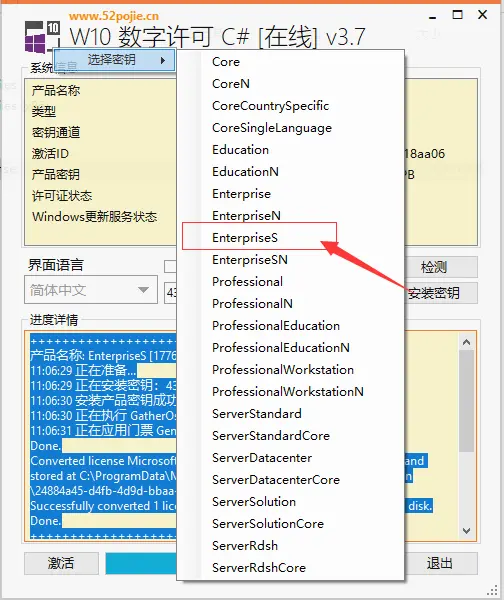 www.52pojie.cn
W10 数字许可 C# [在线] v3.7
选择密钥
系统信息
产品名称
类型
密钥通道
激活ID
18aa06
产品密钥
PB
许可证状态
Windows更新服务状态
Core
CoreN
CoreCountrySpecific
CoreSingleLanguage
Education
EducationN
Enterprise
EnterpriseN
EnterpriseS
EnterpriseSN
Professional
ProfessionalN
ProfessionalEducation
ProfessionalEducationN
ProfessionalWorkstation
ProfessionalWorkstationN
ServerStandard
ServerStandardCore
ServerDatacenter
ServerDatacenterCore
ServerSolution
ServerSolutionCore
ServerRdsh
ServerRdshCore
界面语言
检测
简体中文
43
安装密钥
进度详情
产品名称: EnterpriseS [1776
11:06:29 正在准备...
11:06:29 正在安装密钥: 43
11:06:30 安装产品密钥成功
11:06:30 正在执行 GatherOs
11:06:31 正在应用门票 Gen
Done.
Converted license Microsoft and
stored at C:\ProgramData\M n
\24884a45-d4fb-4d9d-bbaa- 
Successfully converted 1 lice disk.
Done.
激活
退出